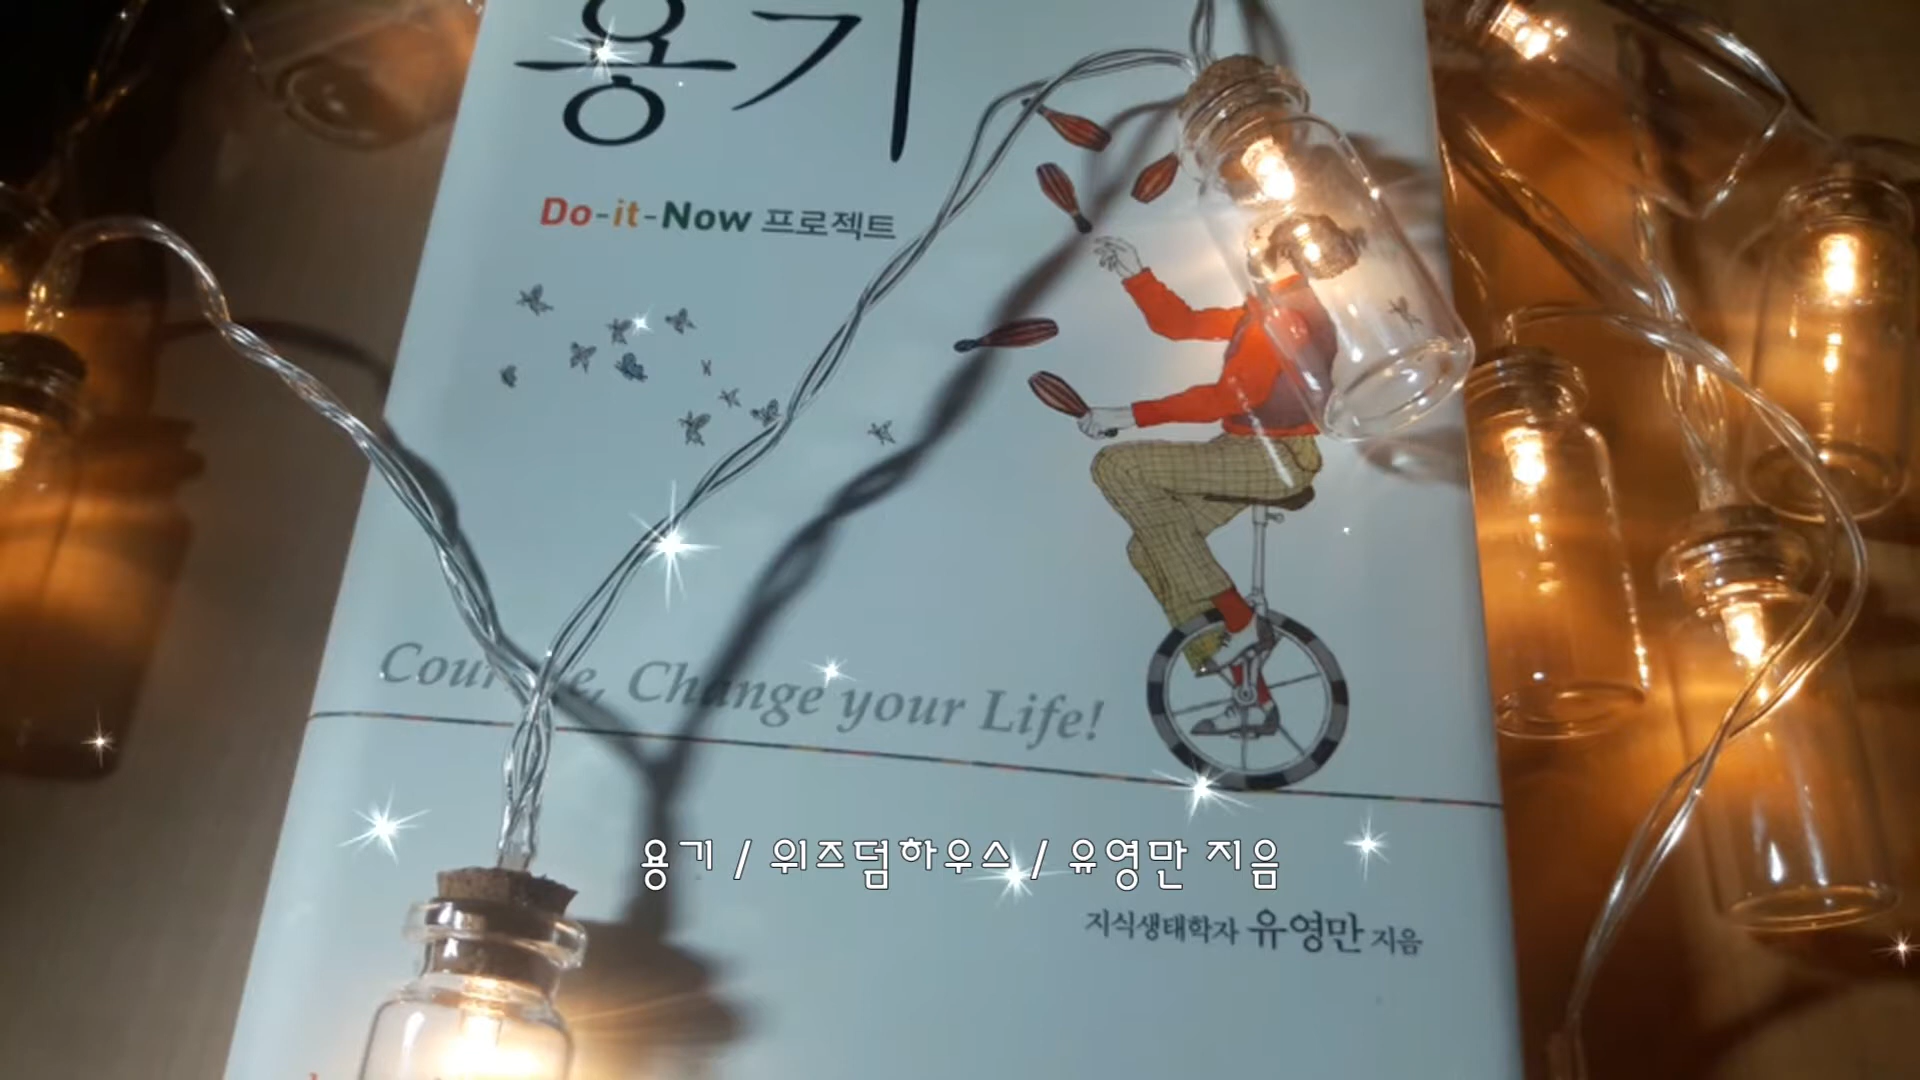 용기
Do-it-Now 프로젝트
Courage, Change your Life!
용기 / 위즈덤하우스 / 유영만 지음
지식생태학자 유영만 지음